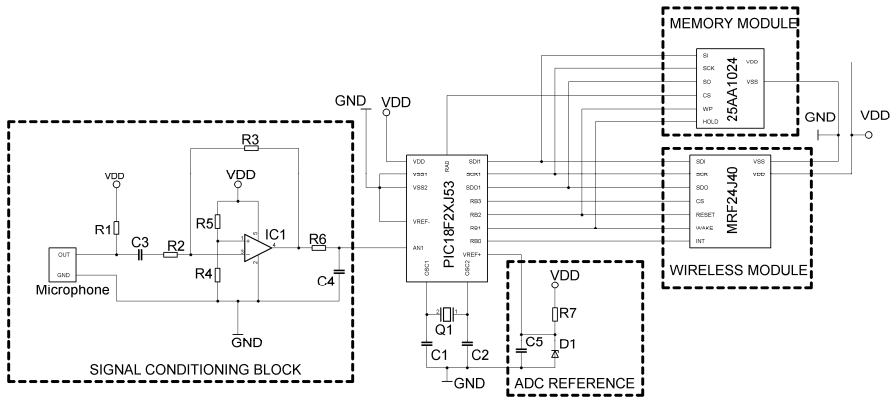 MEMORY MODULE
SI
SCK
SO
CS
WP
HOLD
VDD
VSS
25AA1024
GND
VDD
GND
VDD
R3
VDD
VDD
R1
R5
IC1
C3
R2
R6
R4
C4
OUT
GND
Microphone
GND
SIGNAL CONDITIONING BLOCK
VDD
VSS1
VSS2
VREF-
AN1
RA0
SDI1
SCK1
SDO1
RB3
RB2
RB1
RB0
VREF+
OSC1
OSC2
PIC18F2XJ53
SDI
SCK
SDO
CS
RESET
WAKE
INT
VSS
VDD
MRF24J40
WIRELESS MODULE
2
1
Q1
C1
C2
GND
VDD
R7
C5
D1
ADC REFERENCE